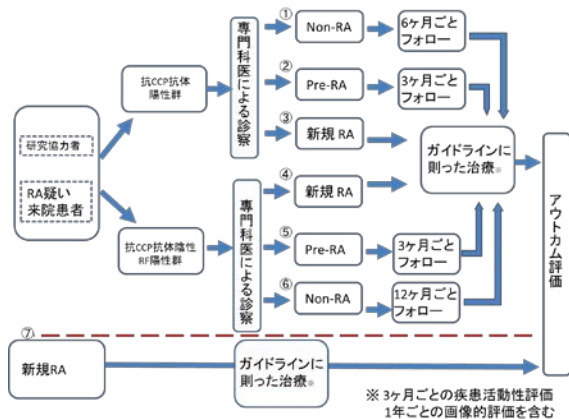 研究協力者
RA疑い
来院患者
抗CCP抗体
陽性群
抗CCP抗体陰性
RF陽性群
専門科医による診察
専門科医による診察
①
Non-RA
6ヶ月ごと
フォロー
②
Pre-RA
3ヶ月ごと
フォロー
③
新規 RA
④
新規 RA
⑤
Pre-RA
3ヶ月ごと
フォロー
⑥
Non-RA
12ヶ月ごと
フォロー
ガイドラインに
則った治療※
アウトカム評価
⑦
新規RA
ガイドラインに
則った治療※
※ 3ヶ月ごとの疾患活動性評価
1年ごとの画像的評価を含む